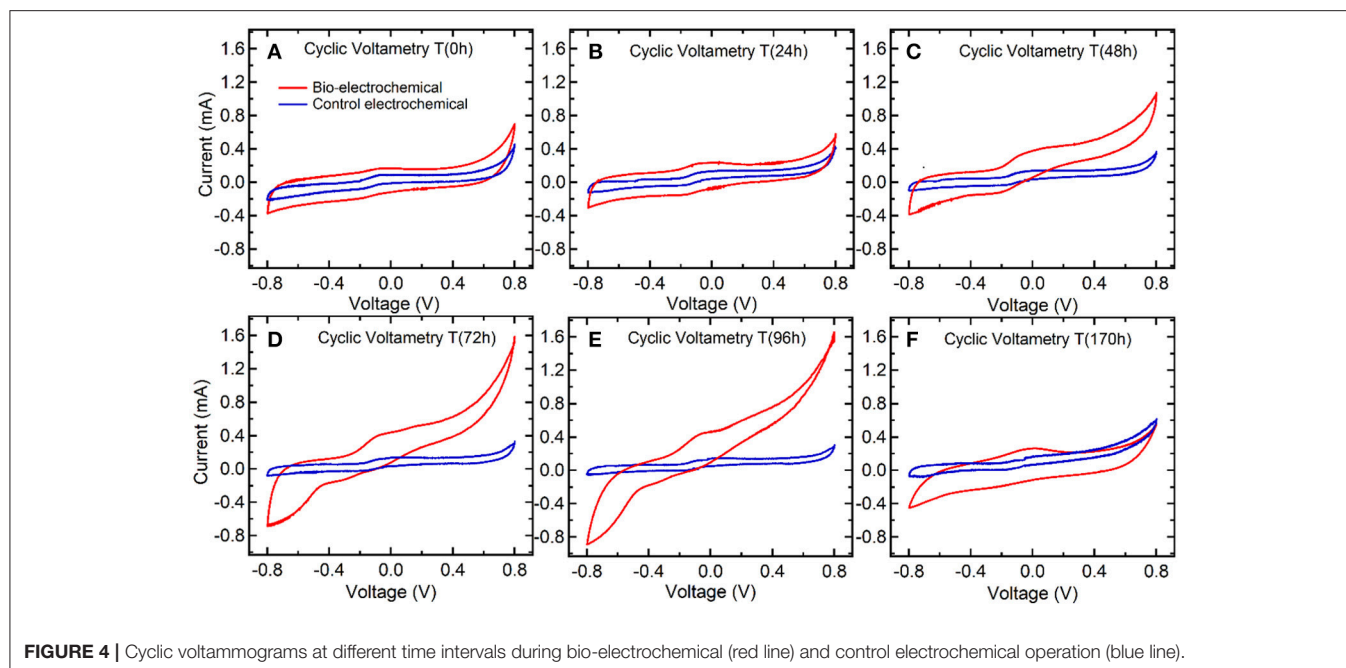 A Cyclic Voltametry T(0h)
Bio-electrochemical
Control electrochemical
1.6
1.2
0.8
0.4
0.0
-0.4
-0.8
Current (mA)
-0.8 -0.4 0.0 0.4 0.8
Voltage (V)
B Cyclic Voltametry T(24h)
1.6
1.2
0.8
0.4
0.0
-0.4
-0.8
-0.8 -0.4 0.0 0.4 0.8
Voltage (V)
C Cyclic Voltametry T(48h)
1.6
1.2
0.8
0.4
0.0
-0.4
-0.8
-0.8 -0.4 0.0 0.4 0.8
Voltage (V)
D Cyclic Voltametry T(72h)
1.6
1.2
0.8
0.4
0.0
-0.4
-0.8
Current (mA)
-0.8 -0.4 0.0 0.4 0.8
Voltage (V)
E Cyclic Voltametry T(96h)
1.6
1.2
0.8
0.4
0.0
-0.4
-0.8
-0.8 -0.4 0.0 0.4 0.8
Voltage (V)
F Cyclic Voltametry T(170h)
1.6
1.2
0.8
0.4
0.0
-0.4
-0.8
-0.8 -0.4 0.0 0.4 0.8
Voltage (V)
FIGURE 4 | Cyclic voltammograms at different time intervals during bio-electrochemical (red line) and control electrochemical operation (blue line).